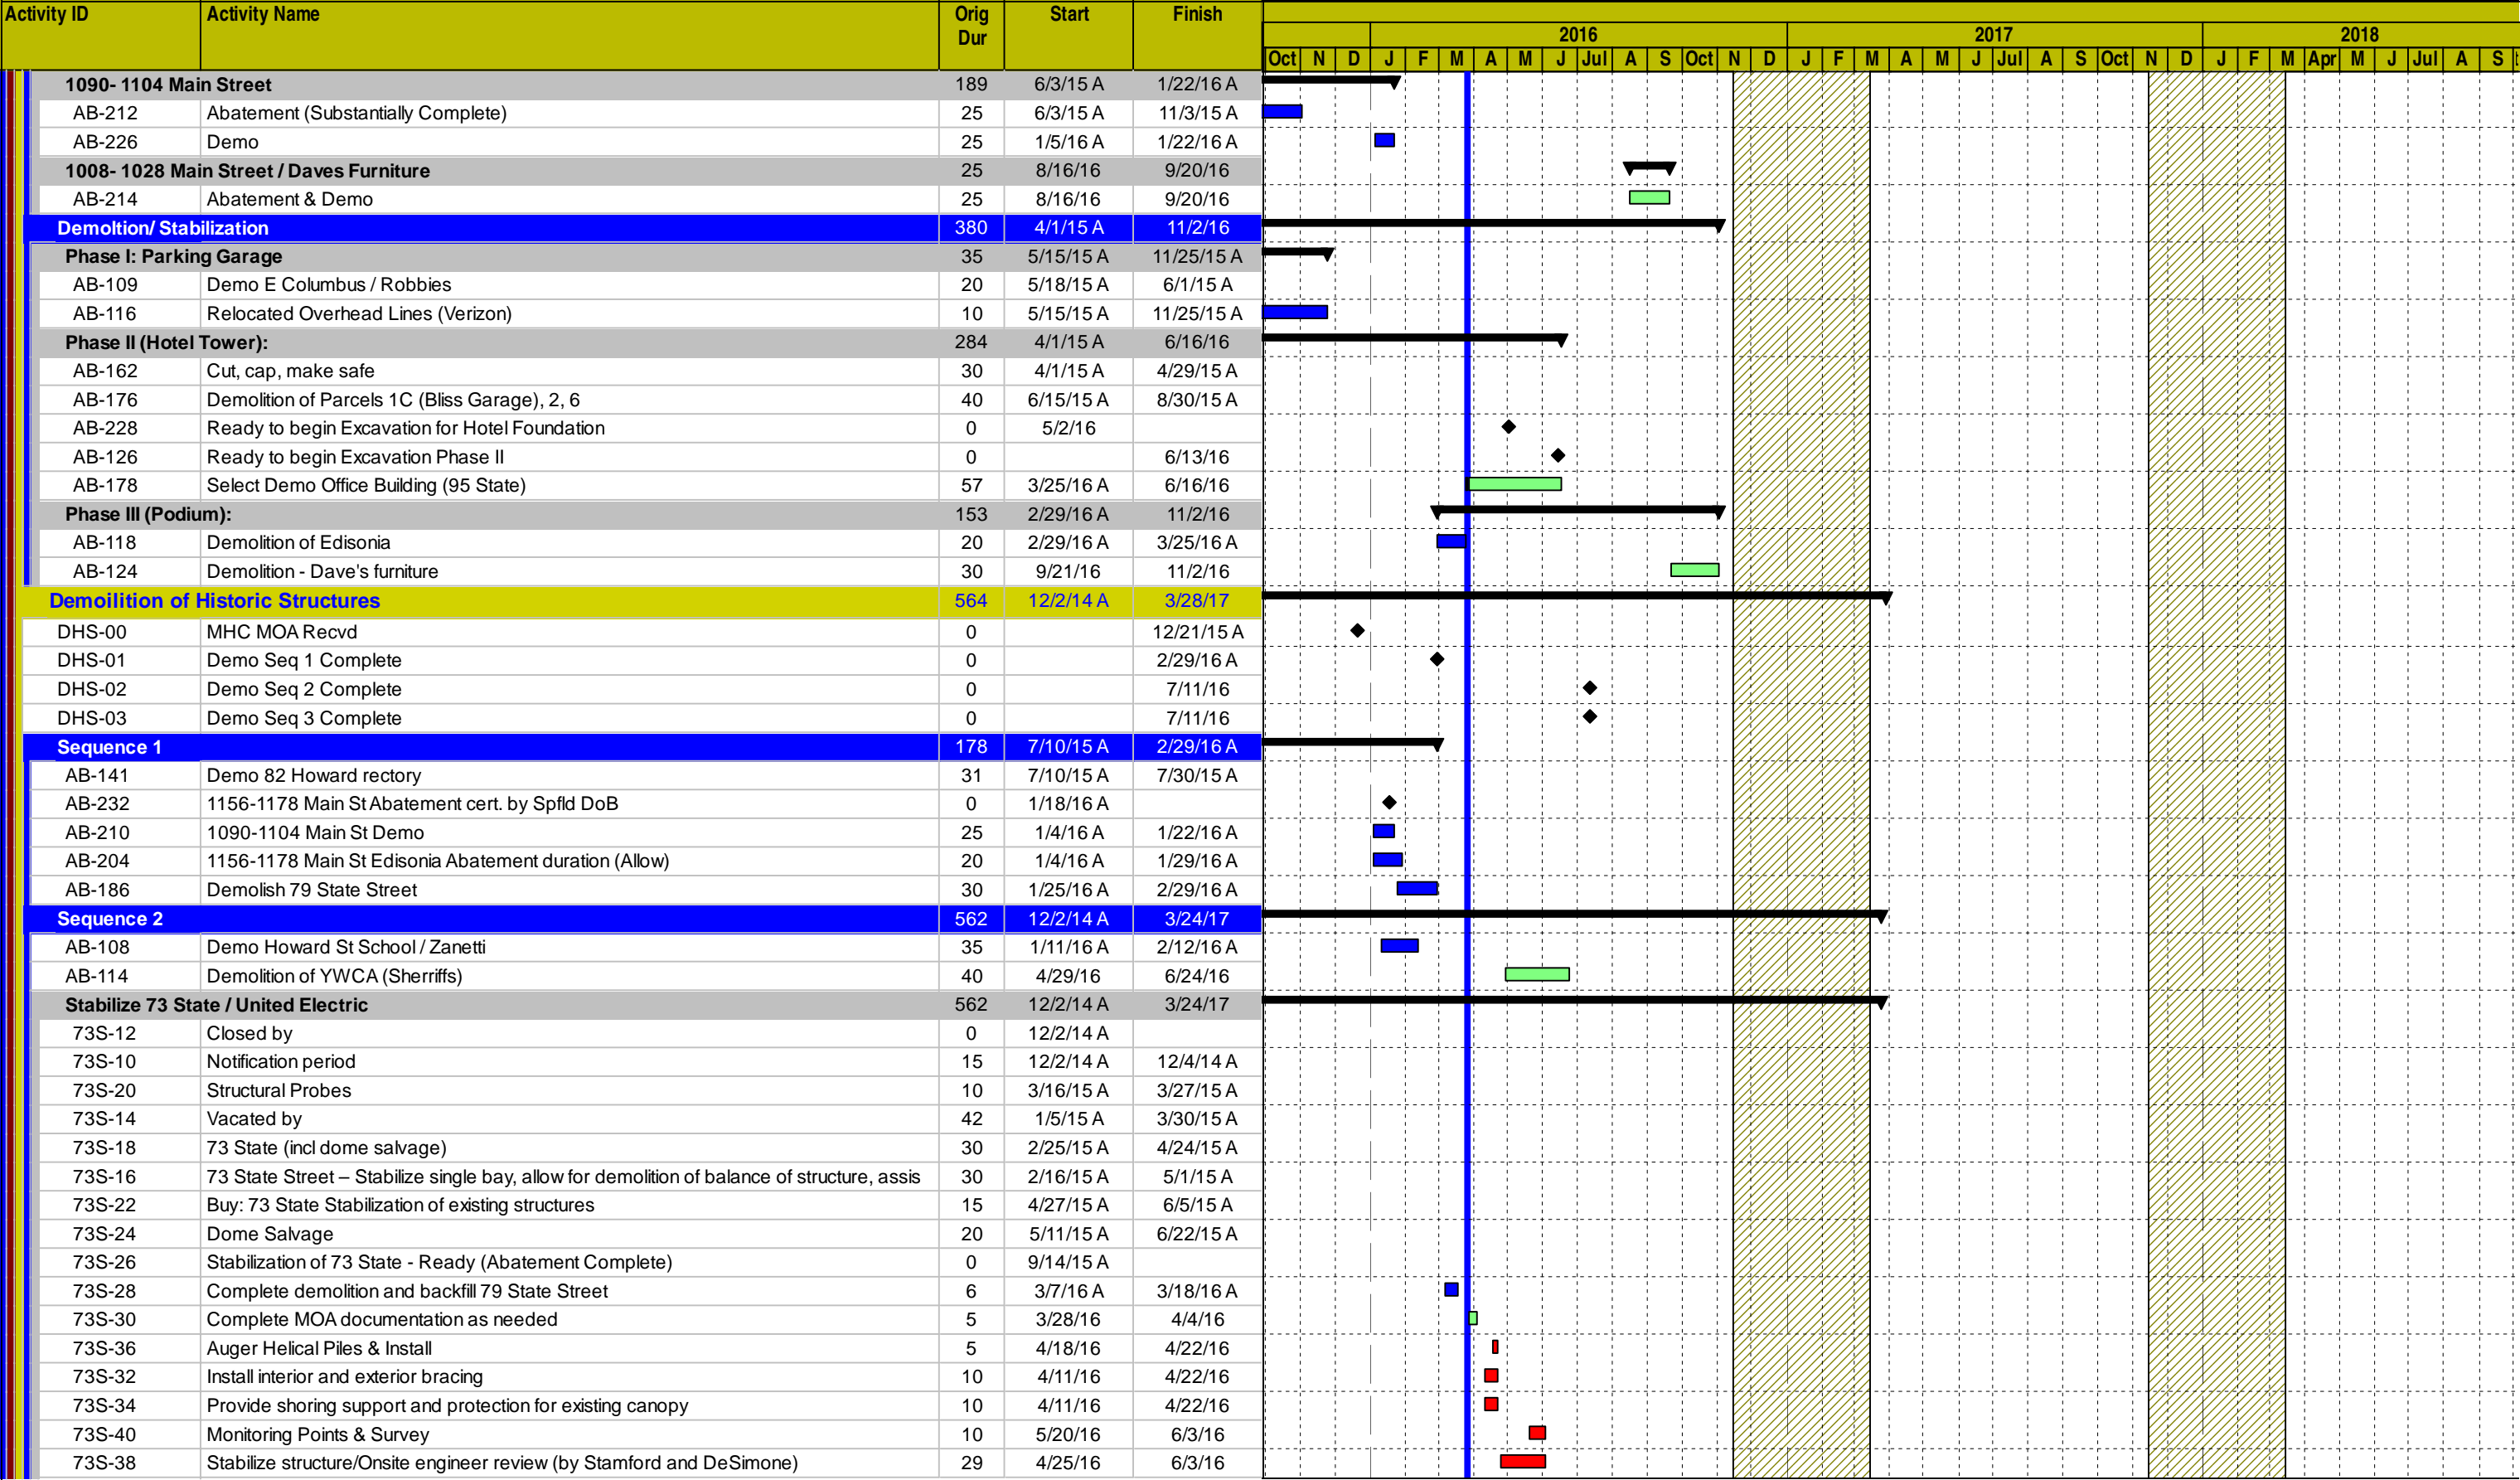 Activity ID Activity Name Orig Dur Start Finish
2016 2017 2018
Oct N D J F M A M J Jul A S Oct N D J F M A M J Jul A S Oct N D J F M Apr M J Jul A S
1090- 1104 Main Street 189 6/3/15 A 1/22/16 A
AB-212 Abatement (Substantially Complete) 25 6/3/15 A 11/3/15 A
AB-226 Demo 25 1/5/16 A 1/22/16 A
1008- 1028 Main Street / Daves Furniture 25 8/16/16 9/20/16
AB-214 Abatement & Demo 25 8/16/16 9/20/16
Demoltion/ Stabilization 380 4/1/15 A 11/2/16
Phase I: Parking Garage 35 5/15/15 A 11/25/15 A
AB-109 Demo E Columbus / Robbies 20 5/18/15 A 6/1/15 A
AB-116 Relocated Overhead Lines (Verizon) 10 5/15/15 A 11/25/15 A
Phase II (Hotel Tower): 284 4/1/15 A 6/16/16
AB-162 Cut, cap, make safe 30 4/1/15 A 4/29/15 A
AB-176 Demolition of Parcels 1C (Bliss Garage), 2, 6 40 6/15/15 A 8/30/15 A
AB-228 Ready to begin Excavation for Hotel Foundation 0 5/2/16
AB-126 Ready to begin Excavation Phase II 0 6/13/16
AB-178 Select Demo Office Building (95 State) 57 3/25/16 A 6/16/16
Phase III (Podium): 153 2/29/16 A 11/2/16
AB-118 Demolition of Edisonia 20 2/29/16 A 3/25/16 A
AB-124 Demolition - Dave's furniture 30 9/21/16 11/2/16
Demoilition of Historic Structures 564 12/2/14 A 3/28/17
DHS-00 MHC MOA Recvd 0 12/21/15 A
DHS-01 Demo Seq 1 Complete 0 2/29/16 A
DHS-02 Demo Seq 2 Complete 0 7/11/16
DHS-03 Demo Seq 3 Complete 0 7/11/16
Sequence 1 178 7/10/15 A 2/29/16 A
AB-141 Demo 82 Howard rectory 31 7/10/15 A 7/30/15 A
AB-232 1156-1178 Main St Abatement cert. by Spfld DoB 0 1/18/16 A
AB-210 1090-1104 Main St Demo 25 1/4/16 A 1/22/16 A
AB-204 1156-1178 Main St Edisonia Abatement duration (Allow) 20 1/4/16 A 1/29/16 A
AB-186 Demolish 79 State Street 30 1/25/16 A 2/29/16 A
Sequence 2 562 12/2/14 A 3/24/17
AB-108 Demo Howard St School / Zanetti 35 1/11/16 A 2/12/16 A
AB-114 Demolition of YWCA (Sherriffs) 40 4/29/16 6/24/16
Stabilize 73 State / United Electric 562 12/2/14 A 3/24/17
73S-12 Closed by 0 12/2/14 A
73S-10 Notification period 15 12/2/14 A 12/4/14 A
73S-20 Structural Probes 10 3/16/15 A 3/27/15 A
73S-14 Vacated by 42 1/5/15 A 3/30/15 A
73S-18 73 State (incl dome salvage) 30 2/25/15 A 4/24/15 A
73S-16 73 State Street – Stabilize single bay, allow for demolition of balance of structure, assis 30 2/16/15 A 5/1/15 A
73S-22 Buy: 73 State Stabilization of existing structures 15 4/27/15 A 6/5/15 A
73S-24 Dome Salvage 20 5/11/15 A 6/22/15 A
73S-26 Stabilization of 73 State - Ready (Abatement Complete) 0 9/14/15 A
73S-28 Complete demolition and backfill 79 State Street 6 3/7/16 A 3/18/16 A
73S-30 Complete MOA documentation as needed 5 3/28/16 4/4/16
73S-36 Auger Helical Piles & Install 5 4/18/16 4/22/16
73S-32 Install interior and exterior bracing 10 4/11/16 4/22/16
73S-34 Provide shoring support and protection for existing canopy 10 4/11/16 4/22/16
73S-40 Monitoring Points & Survey 10 5/20/16 6/3/16
73S-38 Stabilize structure/Onsite engineer review (by Stamford and DeSimone) 29 4/25/16 6/3/16